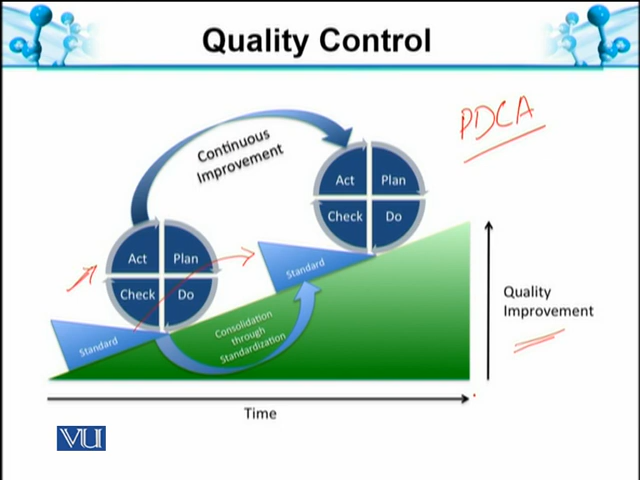 Quality Control
PDCA
Continuous
Improvement
Act Plan
Check Do
Act Plan
Check Do
Standard
Standard
Consolidation
through
Standardization
Quality
Improvement
Time
VU